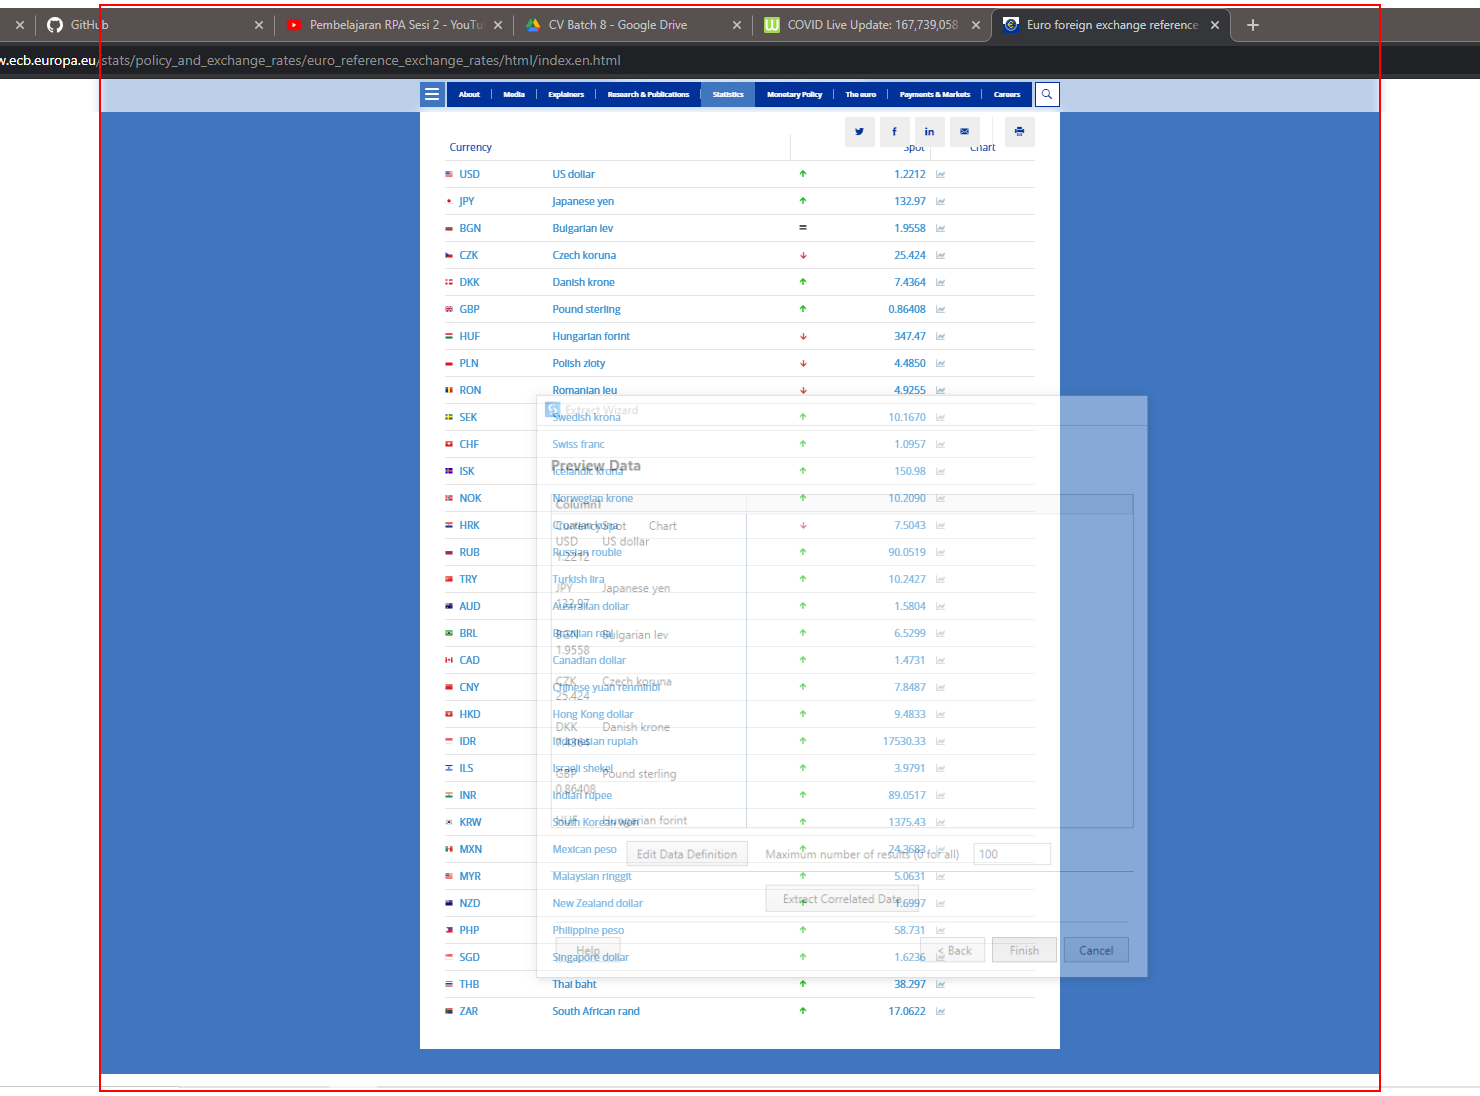 GitHub
Pembelajaran RPA Sesi 2 - YouTu
CV Batch 8 - Google Drive
COVID Live Update: 167,739,058
Euro foreign exchange reference
w.ecb.europa.eu/stats/policy_and_exchange_rates/euro_reference_exchange_rates/html/index.en.html
About Media Explainers Research & Publications Statistics Monetary Policy The euro Payments & Markets Careers
Currency Spot Chart
USD US dollar 1.2212
JPY Japanese yen 132.97
BGN Bulgarian lev = 1.9558
CZK Czech koruna 25.424
DKK Danish krone 7.4364
GBP Pound sterling 0.86408
HUF Hungarian forint 347.47
PLN Polish zloty 4.4850
RON Romanian leu 4.9255
SEK Swedish krona 10.1670
CHF Swiss franc 1.0957
ISK Icelandic krona 150.98
NOK Norwegian krone 10.2090
HRK Croatian kuna 7.5043
RUB Russian rouble 90.0519
TRY Turkish lira 10.2427
AUD Australian dollar 1.5804
BRL Brazilian real 6.5299
CAD Canadian dollar 1.4731
CNY Chinese yuan renminbi 7.8487
HKD Hong Kong dollar 9.4833
IDR Indonesian rupiah 17530.33
ILS Israeli shekel 3.9791
INR Indian rupee 89.0517
KRW South Korean won 1375.43
MXN Mexican peso 24.3683
MYR Malaysian ringgit 5.0631
NZD New Zealand dollar 1.6997
PHP Philippine peso 58.731
SGD Singapore dollar 1.6236
THB Thai baht 38.297
ZAR South African rand 17.0622
Extract Wizard
Preview Data
Column1
Currency Spot Chart
USD US dollar
1.2212
JPY Japanese yen
132.97
BGN Bulgarian lev
1.9558
CZK Czech koruna
25.424
DKK Danish krone
7.4364
GBP Pound sterling
0.86408
HUF Hungarian forint
Edit Data Definition Maximum number of results (0 for all) 100
Extract Correlated Data
Help < Back Finish Cancel